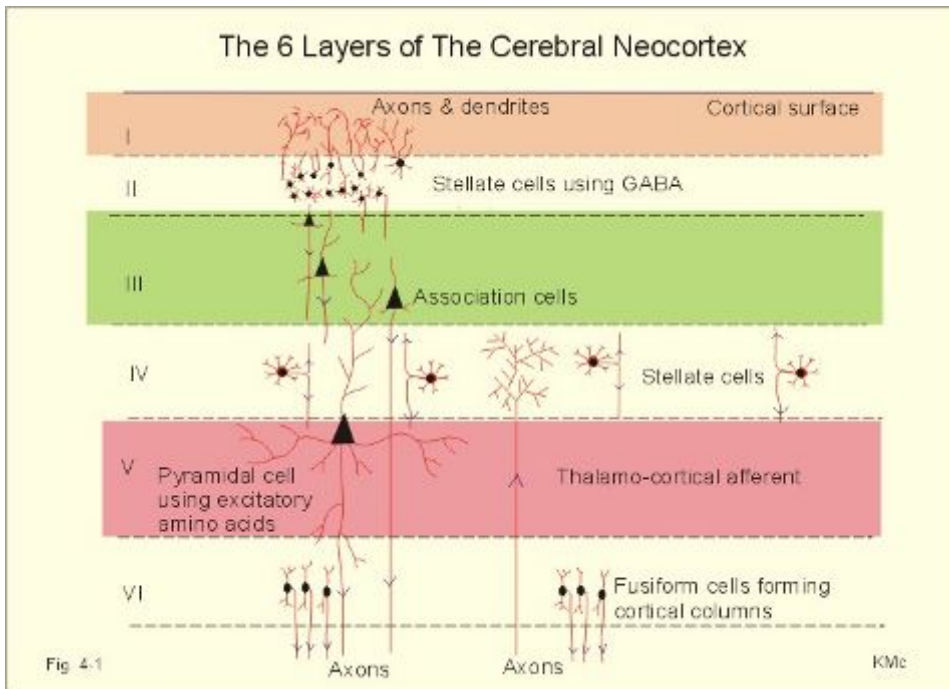 The 6 Layers of The Cerebral Neocortex
Axons & dendrites
Cortical surface
I
II
Stellate cells using GABA
III
Association cells
IV
Stellate cells
V
Pyramidal cell
using excitatory
amino acids
Thalamo-cortical afferent
VI
Fusiform cells forming
cortical columns
Fig. 4-1
Axons
Axons
KMc